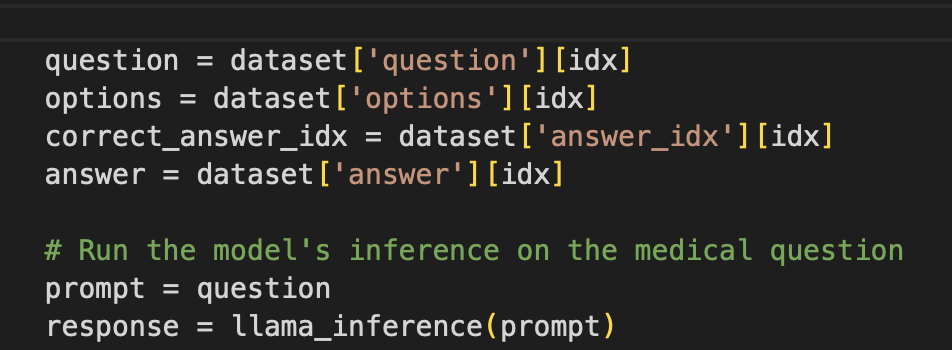 question = dataset['question'][idx]
options = dataset['options'][idx]
correct_answer_idx = dataset['answer_idx'][idx]
answer = dataset['answer'][idx]
# Run the model's inference on the medical question
prompt = question
response = llama_inference(prompt)